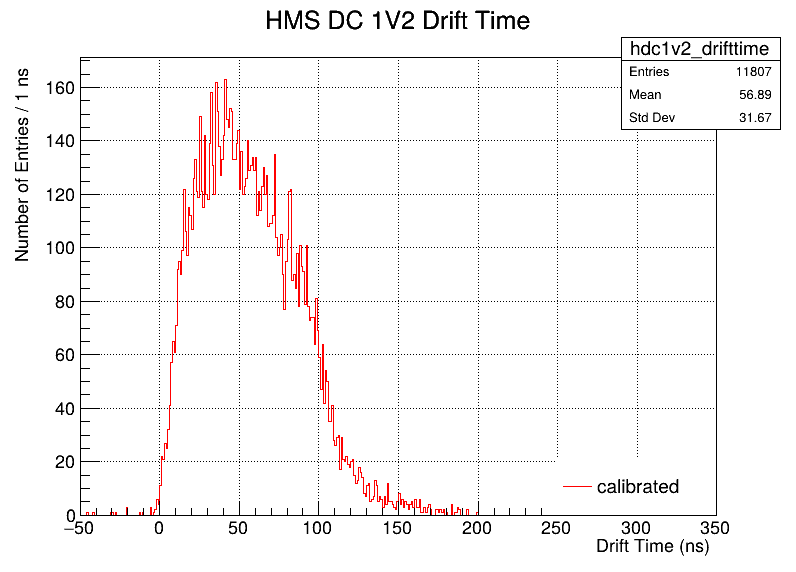 HMS DC 1V2 Drift Time
hdc1v2_drifttime
Entries 11807
Mean 56.89
Std Dev 31.67
Number of Entries / 1 ns
160
140
120
100
80
60
40
20
0
−50 0 50 100 150 200 250 300 350
Drift Time (ns)
calibrated